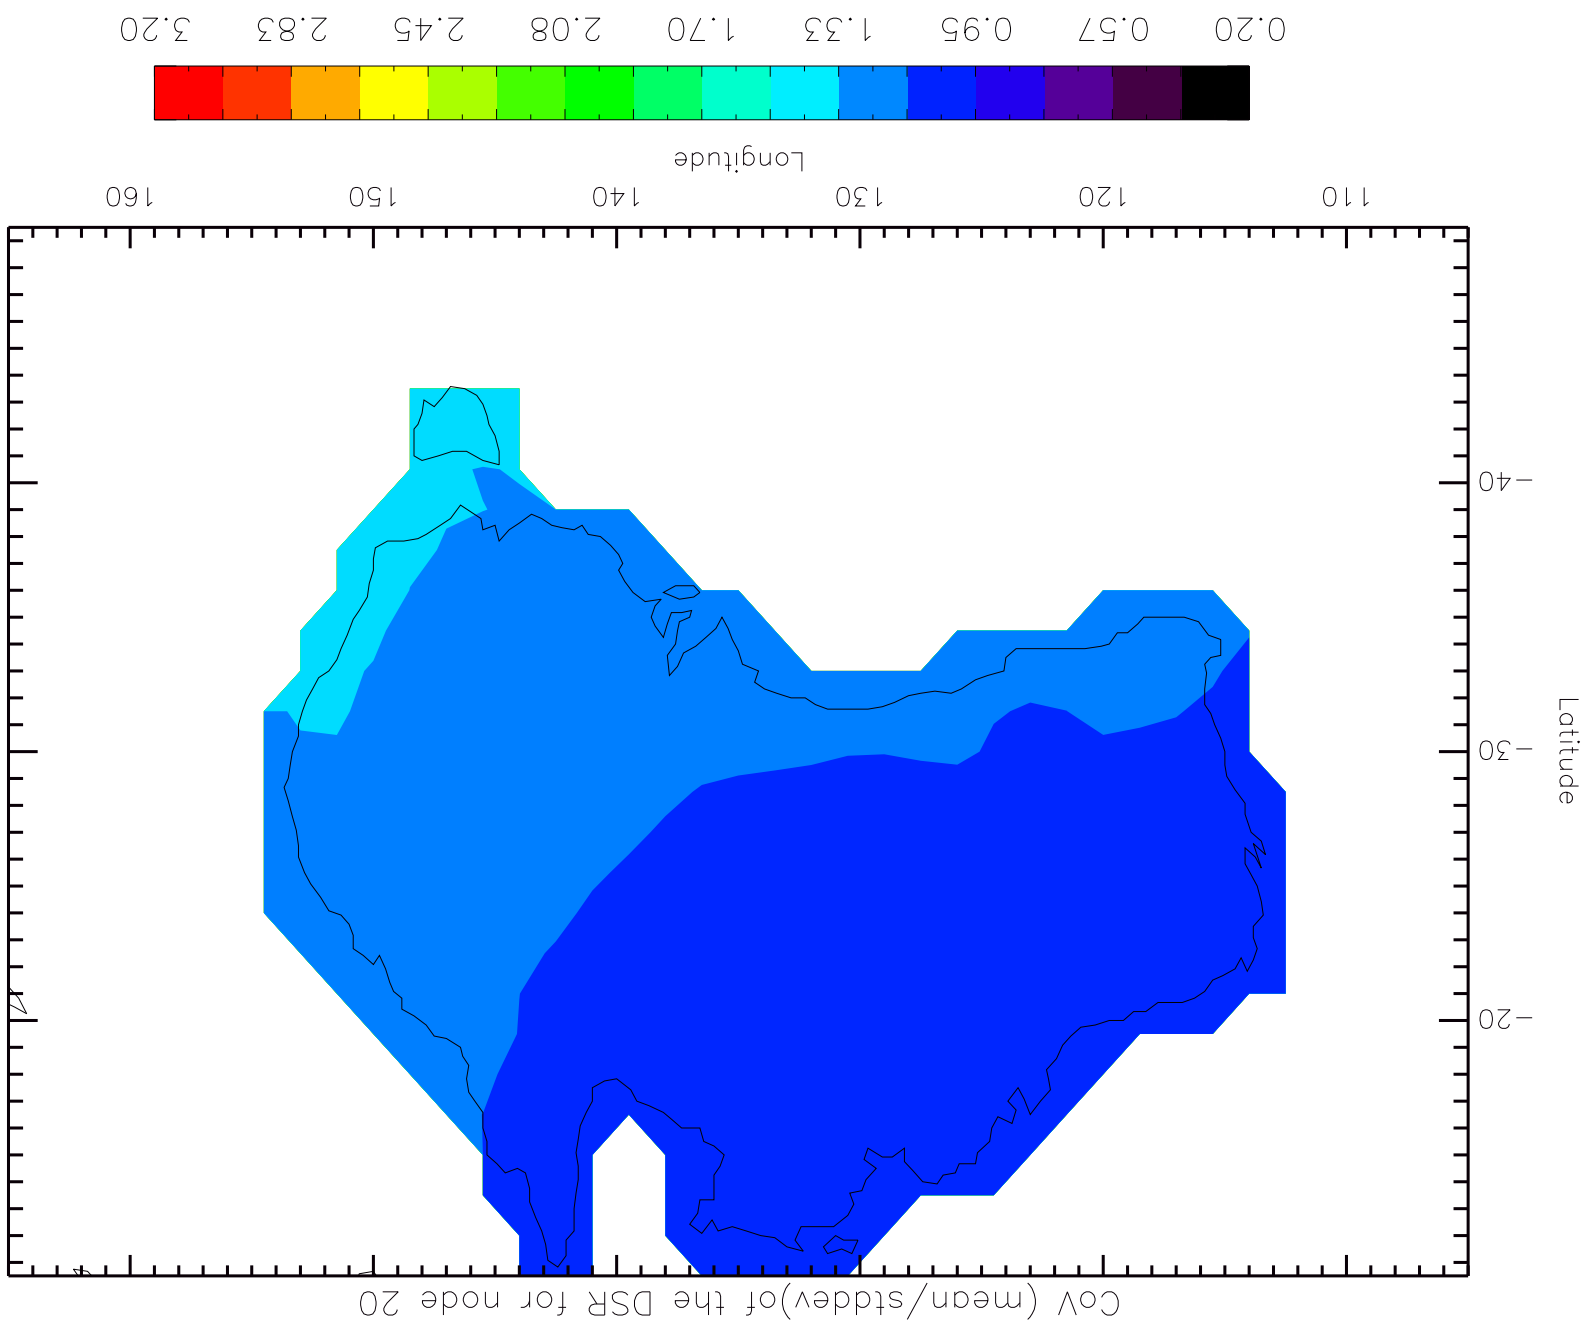 CoV (mean/stddev)of the DSR for node 20
Latitude
-20
-30
-40
110 120 130 140 150 160
Longitude
0.20 0.57 0.95 1.33 1.70 2.08 2.45 2.83 3.20